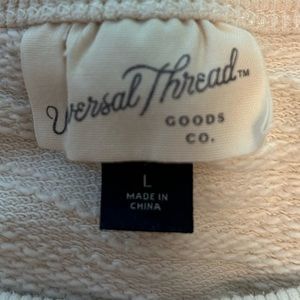 versal Thread™
GOODS
CO.
L
MADE IN
CHINA